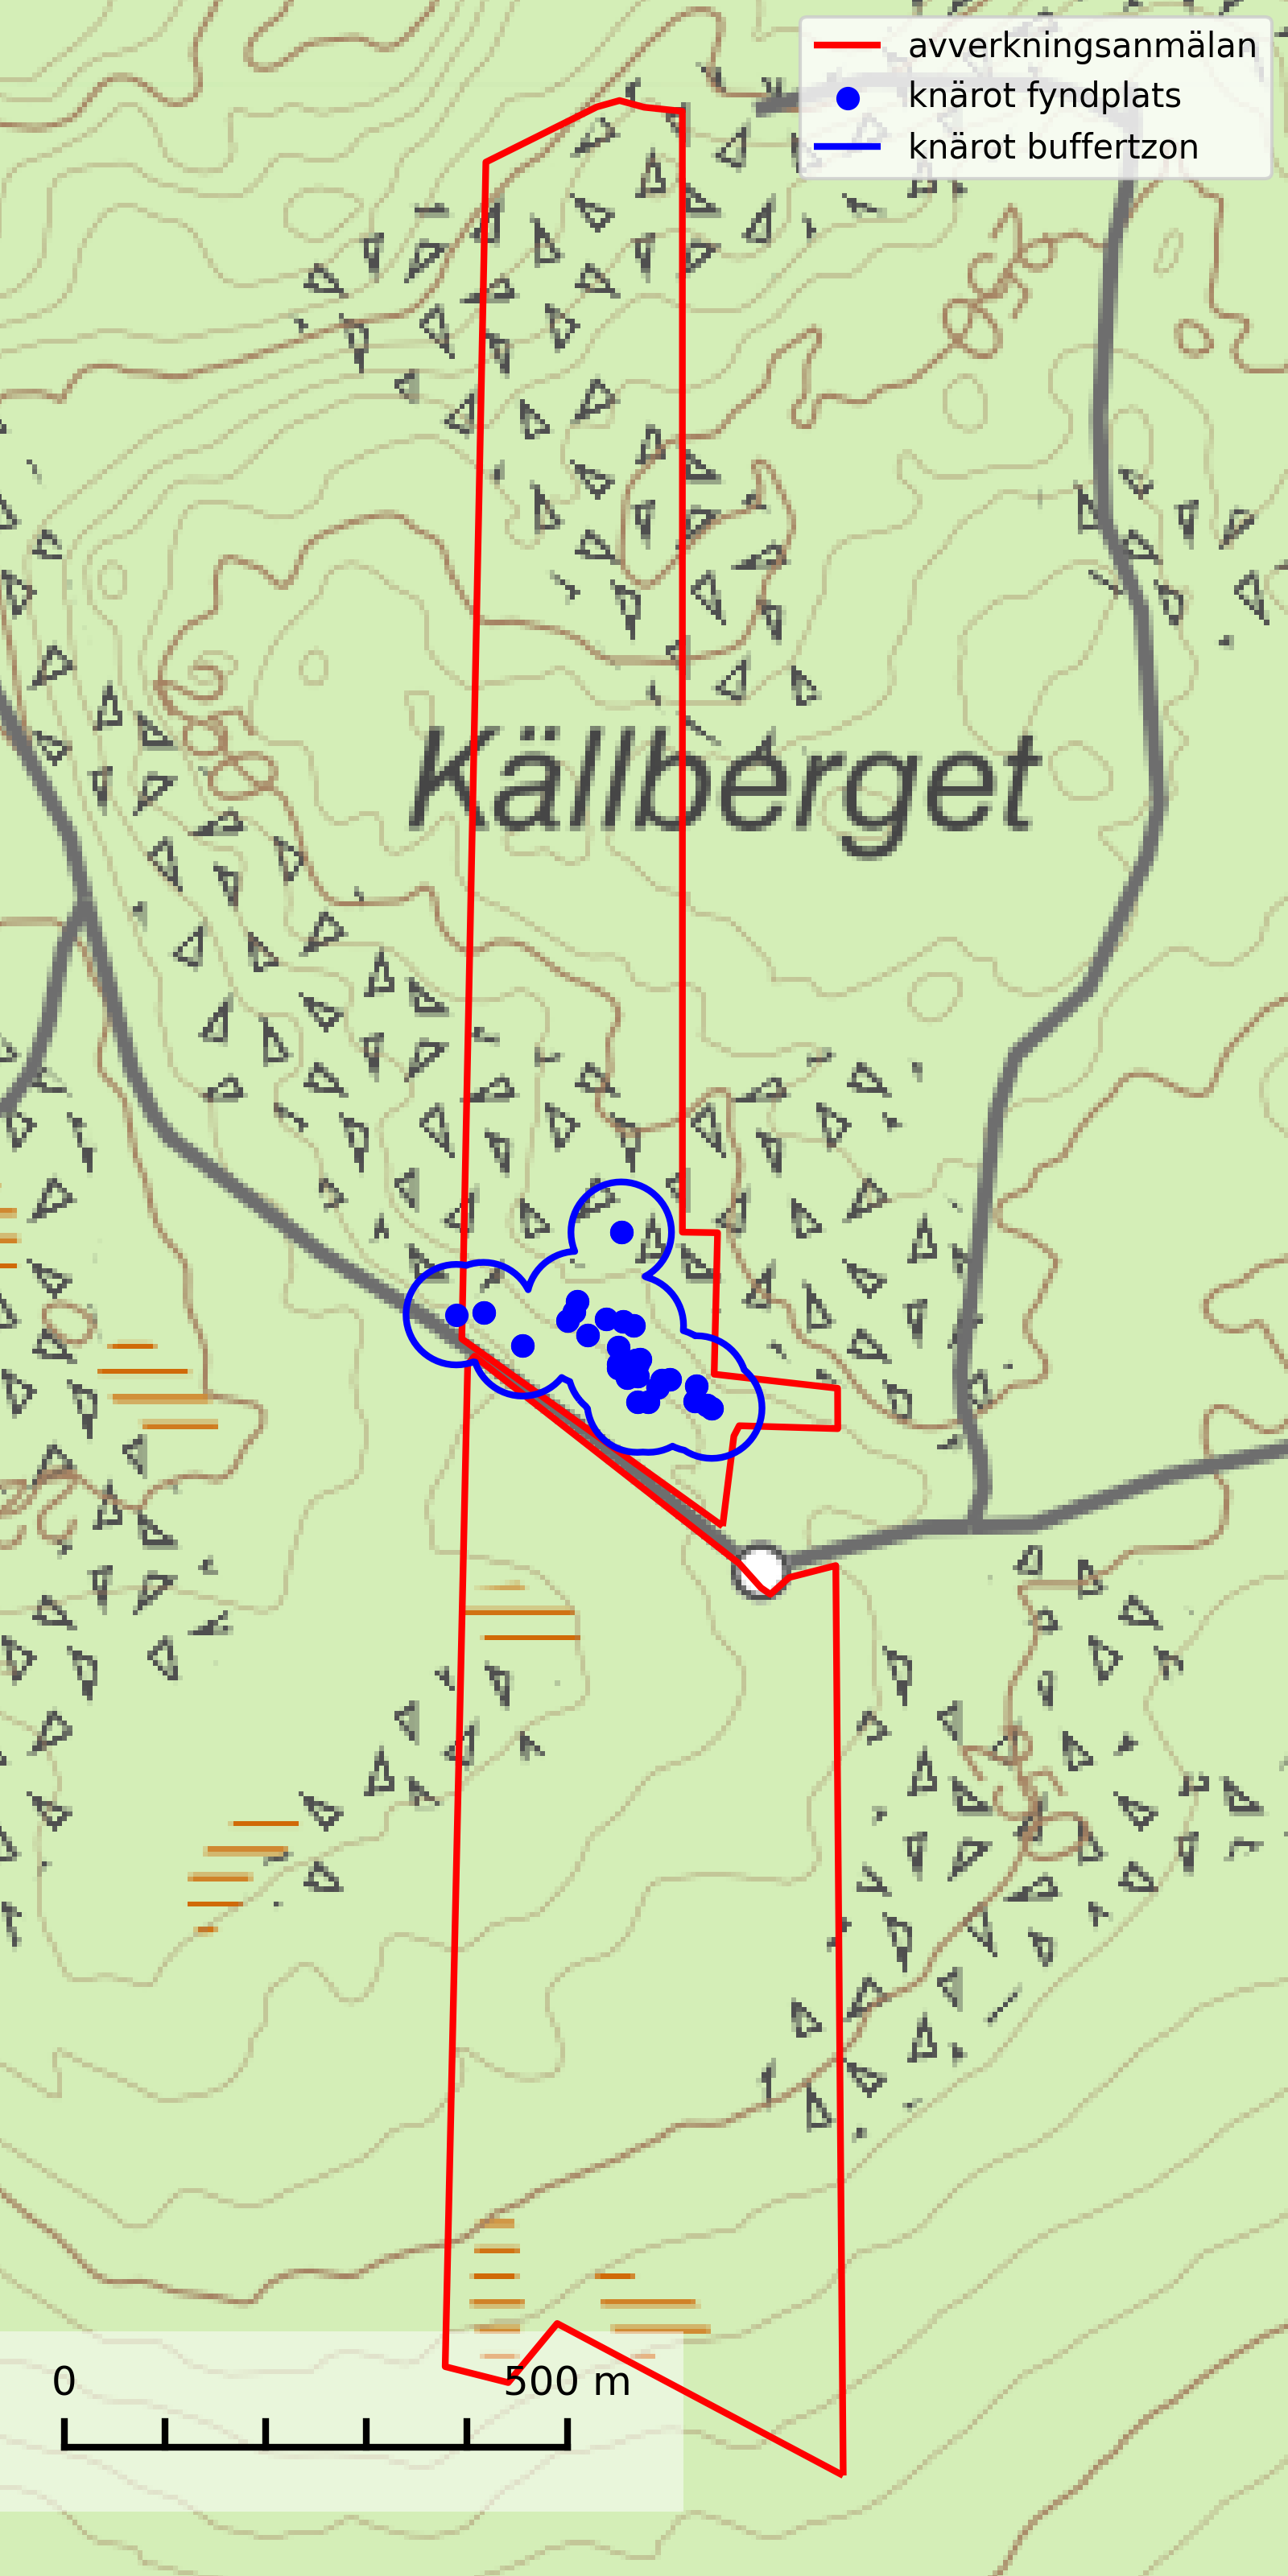 avverkningsanmälan
knärot fyndplats
knärot buffertzon
Källberget
0 500 m